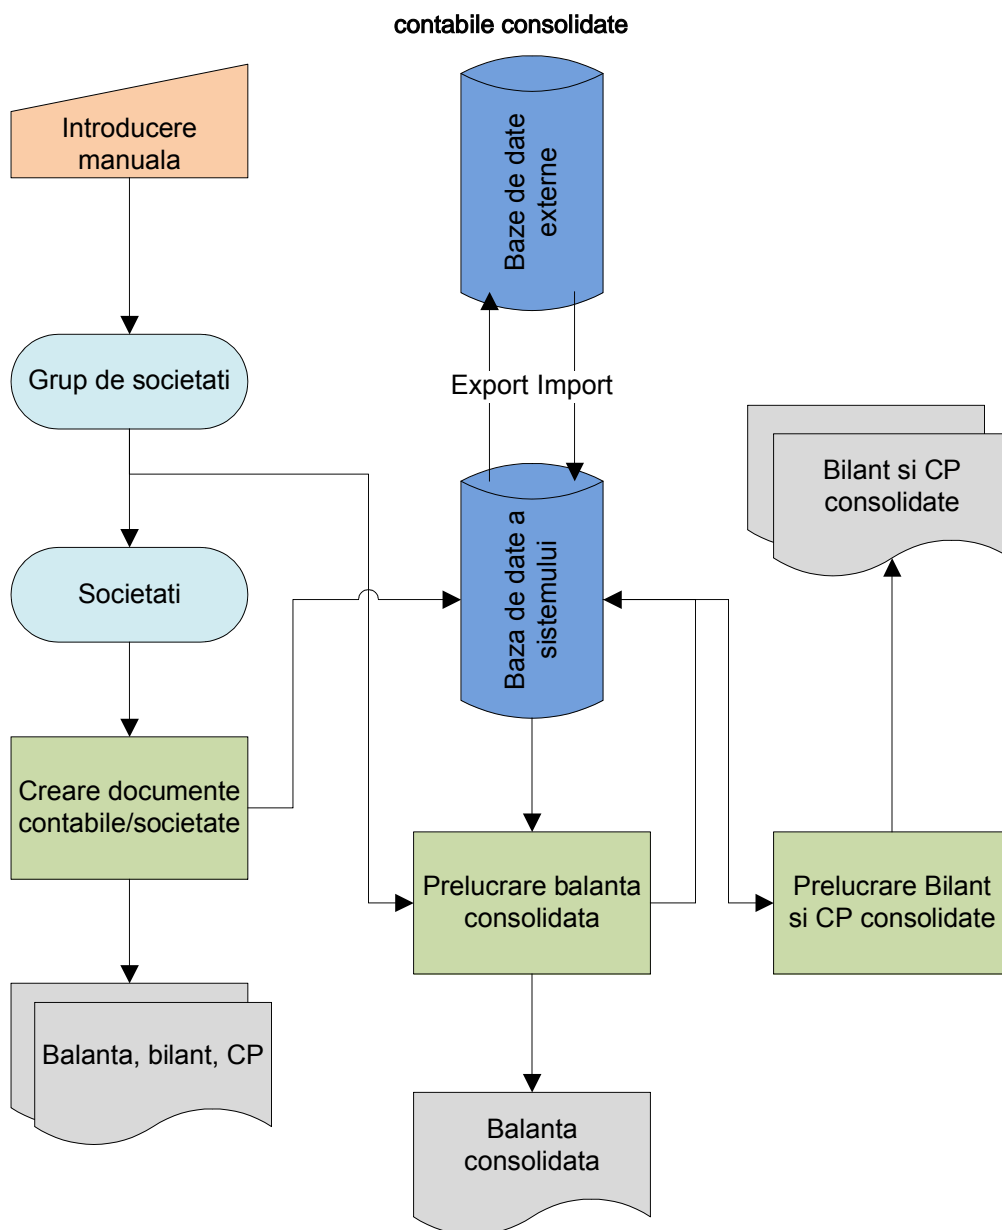 contabile consolidate
Introducere
manuala
Baze de date
externe
Grup de societati
Export Import
Bilant si CP
consolidate
Societati
Baza de date a
sistemului
Creare documente
contabile/societate
Prelucrare balanta
consolidata
Prelucrare Bilant
si CP consolidate
Balanta, bilant, CP
Balanta
consolidata